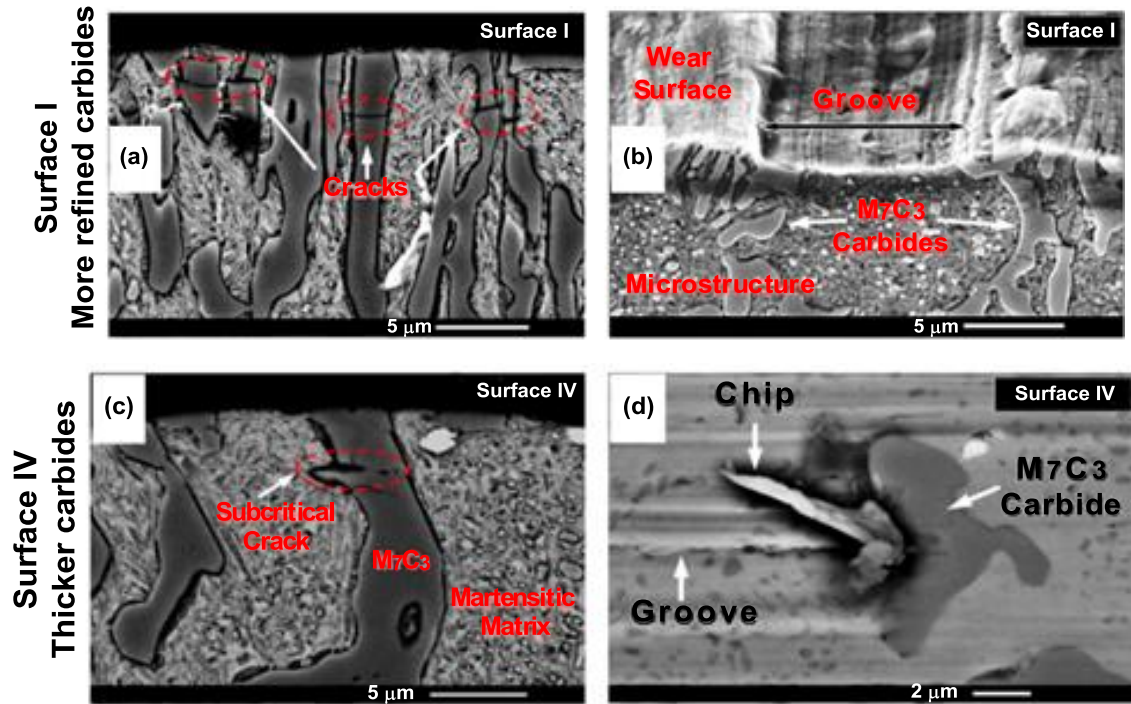 Surface I
More refined carbides
(a)
Surface I
Cracks
5 μm
(b)
Surface I
Wear
Surface
Groove
M7C3
Carbides
Microstructure
5 μm
Surface IV
Thicker carbides
(c)
Surface IV
Subcritical
Crack
M7C3
Martensitic
Matrix
5 μm
(d)
Surface IV
Chip
M7C3
Carbide
Groove
2 μm